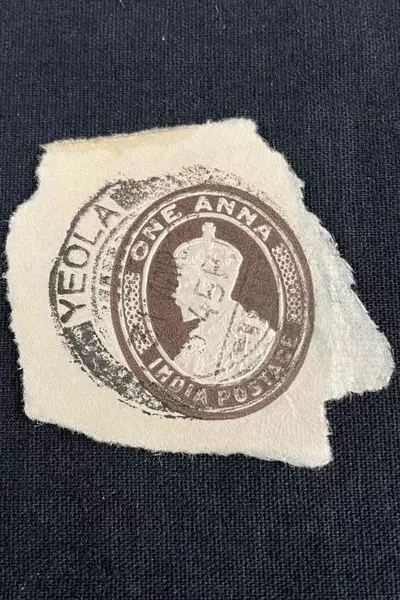 YEOLA
ONE ANNA
INDIA POSTAGE